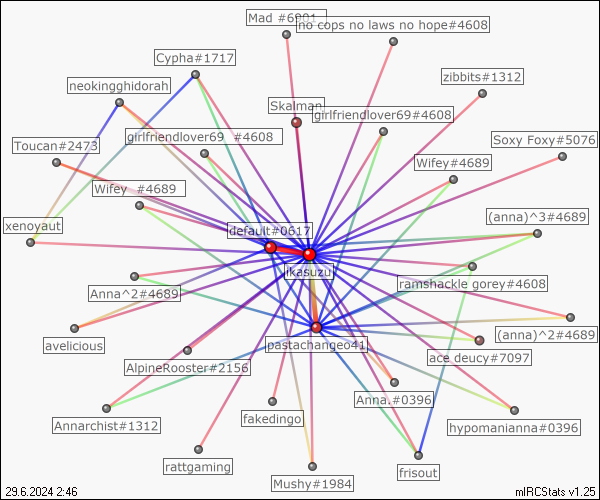 Mad #6901
no cops no laws no hope#4608
Cypha#1717
zibbits#1312
neokingghidorah
Skalman
girlfriendlover69#4608
girlfriendlover69 #4608
Toucan#2473
Soxy Foxy#5076
Wifey#4689
Wifey #4689
(anna)^3#4689
xenoyaut
default#0617
ikasuzu
ramshackle gorey#4608
Anna^2#4689
(anna)^2#4689
avelicious
pastachangeo41
ace deucy#7097
AlpineRooster#2156
Anna.#0396
Annarchist#1312
fakedingo
hypomanianna#0396
rattgaming
frisout
Mushy#1984
29.6.2024 2:46
mIRCStats v1.25